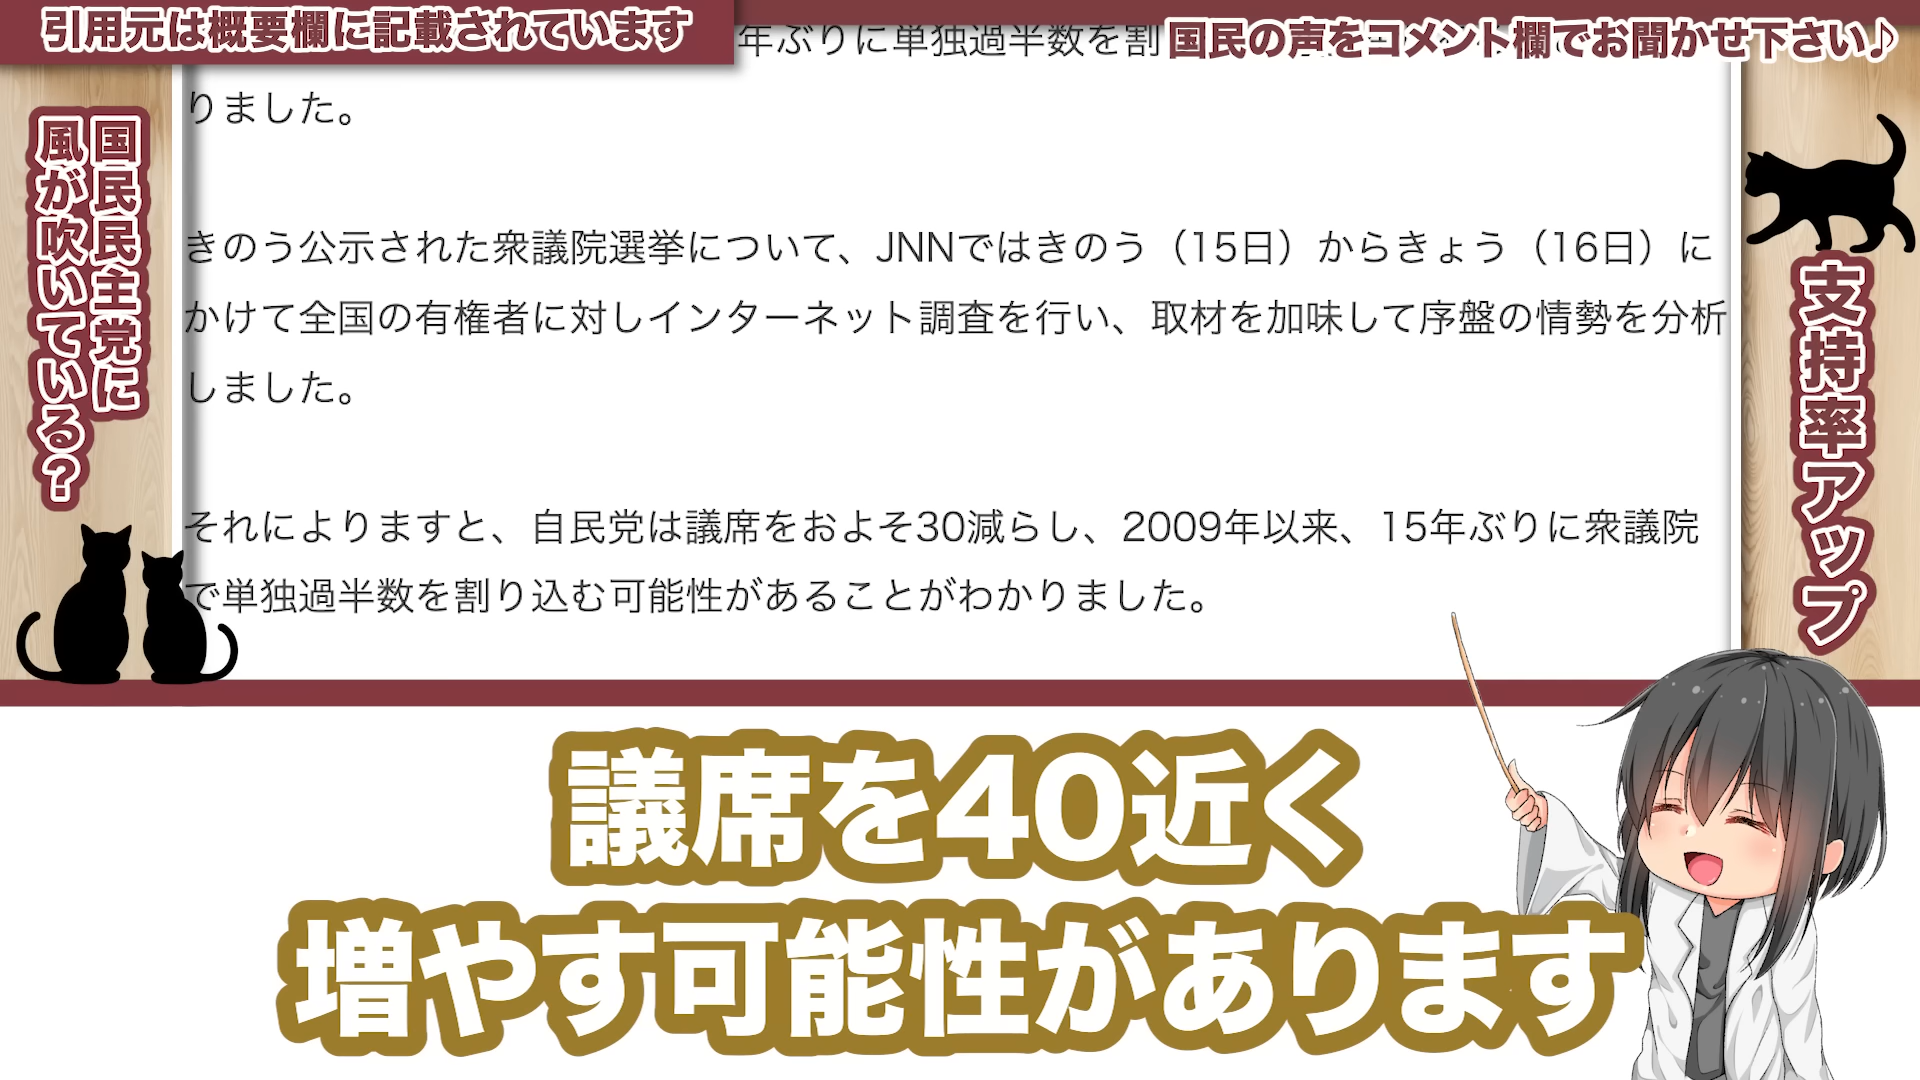 引用元は概要欄に記載されています
年ぶりに単独過半数を割
国民の声をコメント欄でお聞かせ下さい♪
りました。
国民民主党に
風が吹いている?
支持率アップ
きのう公示された衆議院選挙について、JNNではきのう（15日）からきょう（16日）に
かけて全国の有権者に対しインターネット調査を行い、取材を加味して序盤の情勢を分析
しました。
それによりますと、自民党は議席をおよそ30減らし、2009年以来、15年ぶりに衆議院
で単独過半数を割り込む可能性があることがわかりました。
議席を40近く
増やす可能性があります